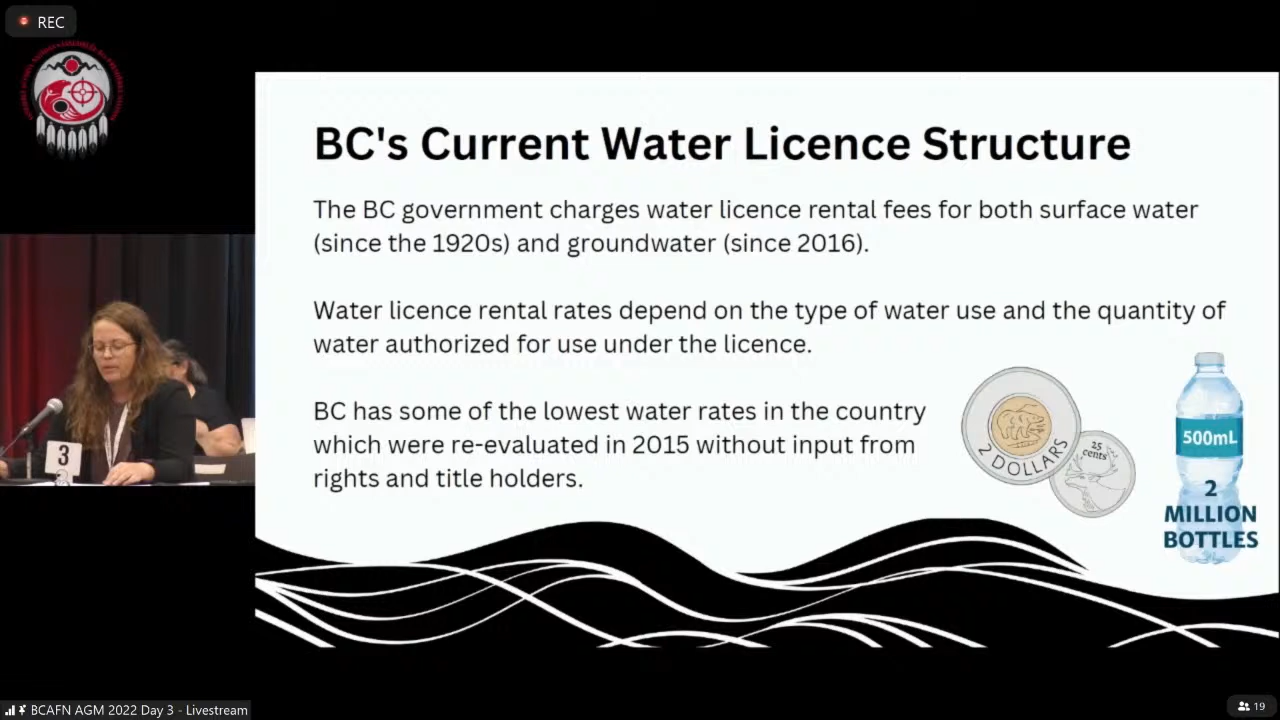 REC
BC's Current Water Licence Structure
The BC government charges water licence rental fees for both surface water
(since the 1920s) and groundwater (since 2016).
Water licence rental rates depend on the type of water use and the quantity of
water authorized for use under the licence.
BC has some of the lowest water rates in the country
which were re-evaluated in 2015 without input from
rights and title holders.
2 DOLLARS
25
cents
500mL
2
MILLION
BOTTLES
3
BCAFN AGM 2022 Day 3 - Livestream
19